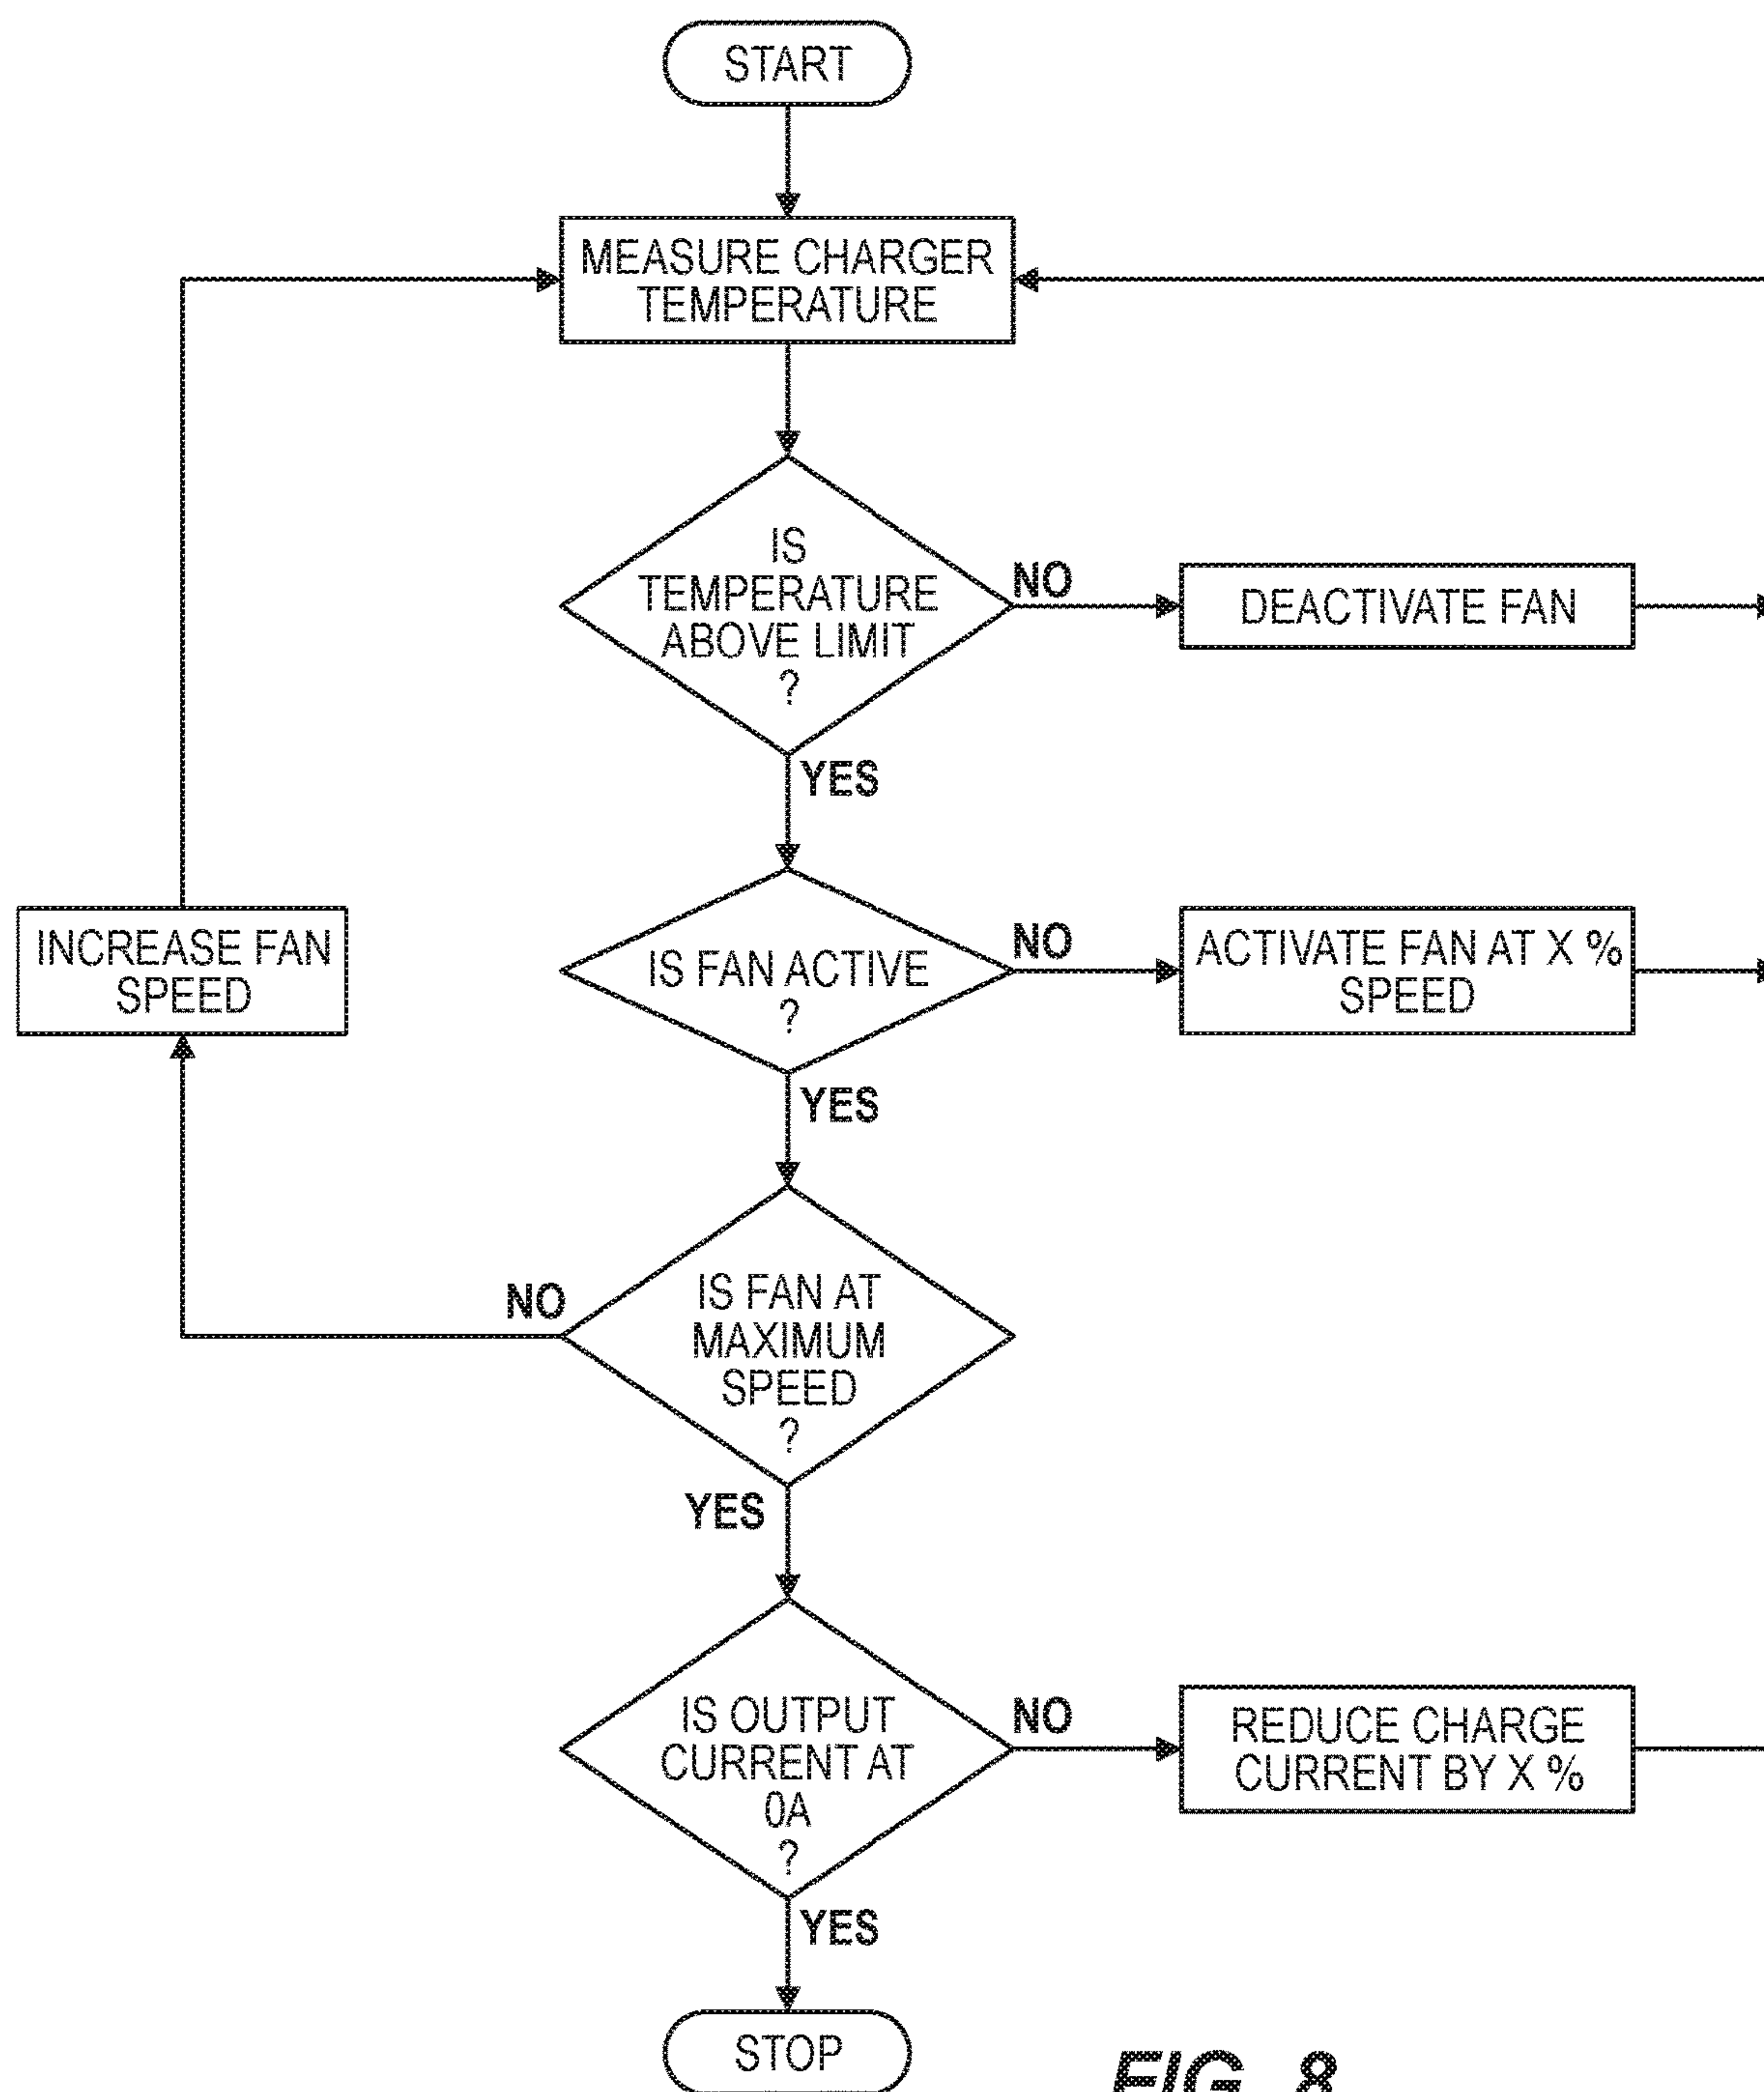 START
MEASURE CHARGER
TEMPERATURE
IS
TEMPERATURE
ABOVE LIMIT
?
NO
DEACTIVATE FAN
YES
INCREASE FAN
SPEED
IS FAN ACTIVE
?
NO
ACTIVATE FAN AT X %
SPEED
YES
NO
IS FAN AT
MAXIMUM
SPEED
?
YES
IS OUTPUT
CURRENT AT
0A
?
NO
REDUCE CHARGE
CURRENT BY X %
YES
STOP
FIG. 8